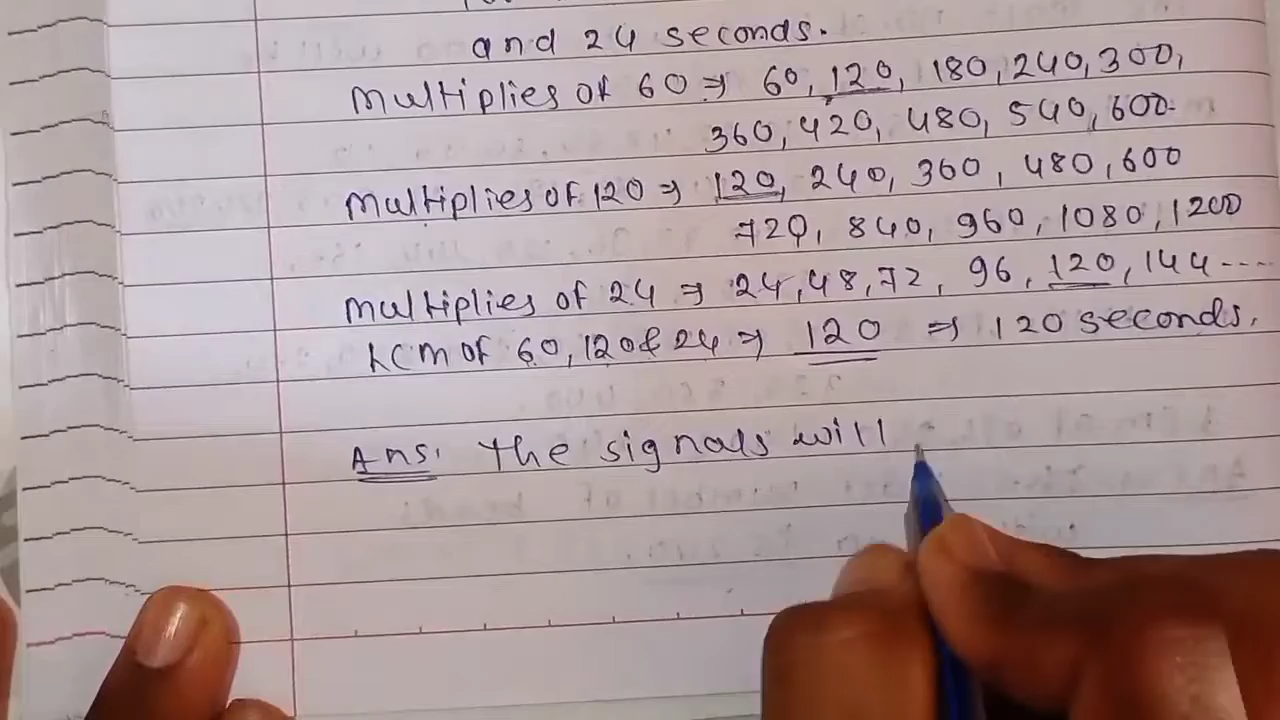 and 24 seconds.
Multiplies of 60 ⇒ 60, 120, 180, 240, 300,
360, 420, 480, 540, 600.
Multiplies of 120 ⇒ 120, 240, 360, 480, 600
720, 840, 960, 1080, 1200
Multiplies of 24 ⇒ 24, 48, 72, 96, 120, 144 ....
LCM of 60, 120 & 24 ⇒ 120 ⇒ 120 seconds.
Ans. The signals will